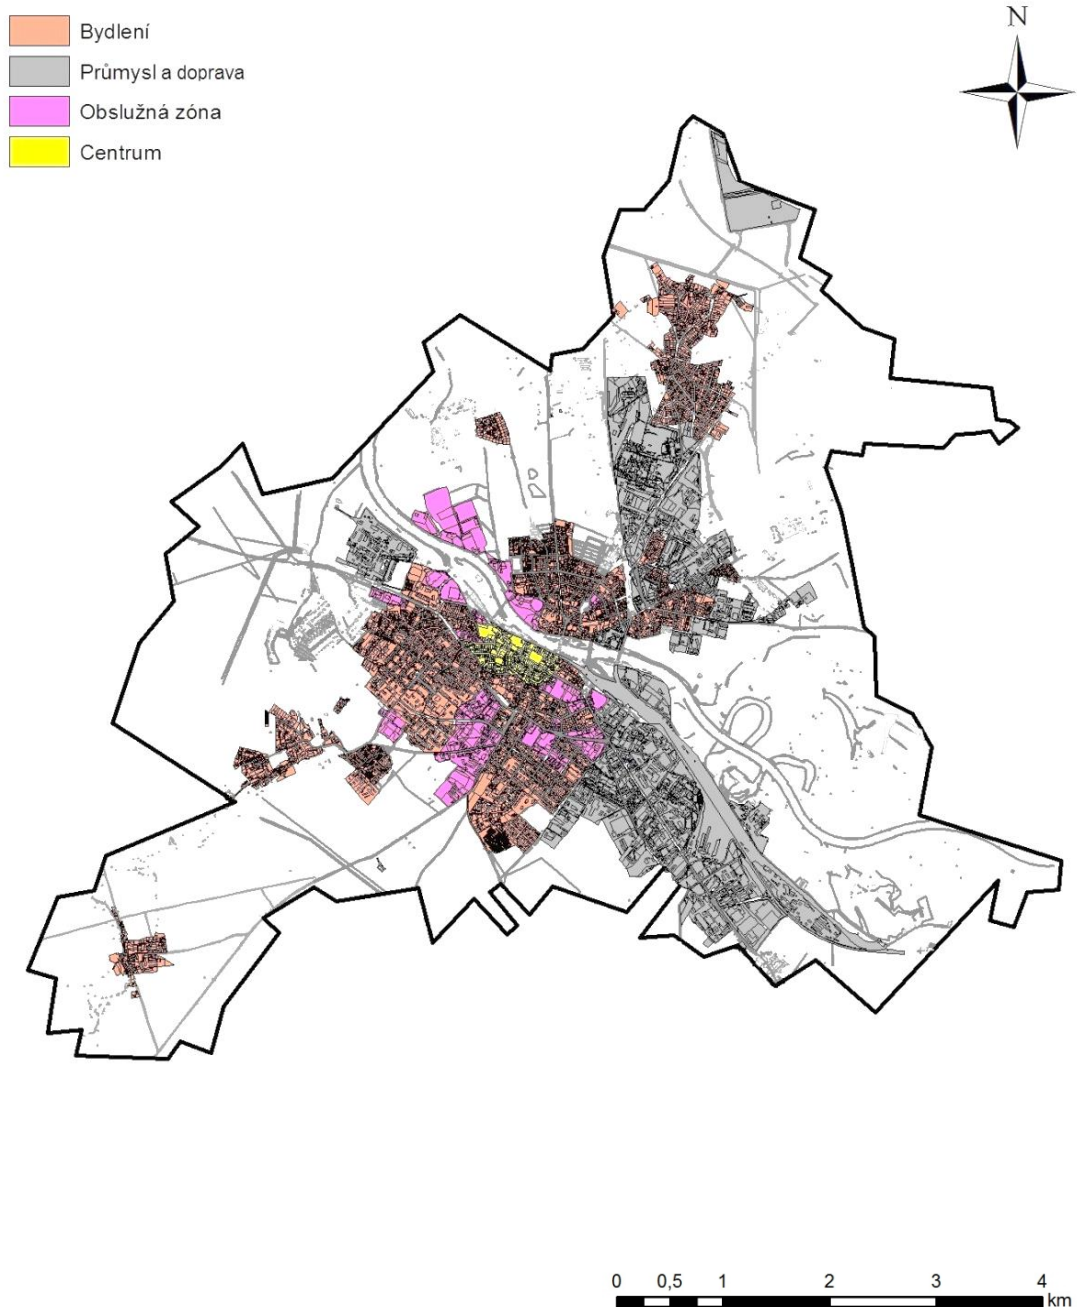 Bydlení
Průmysl a doprava
Obslužná zóna
Centrum
N
0 0,5 1 2 3 4
km